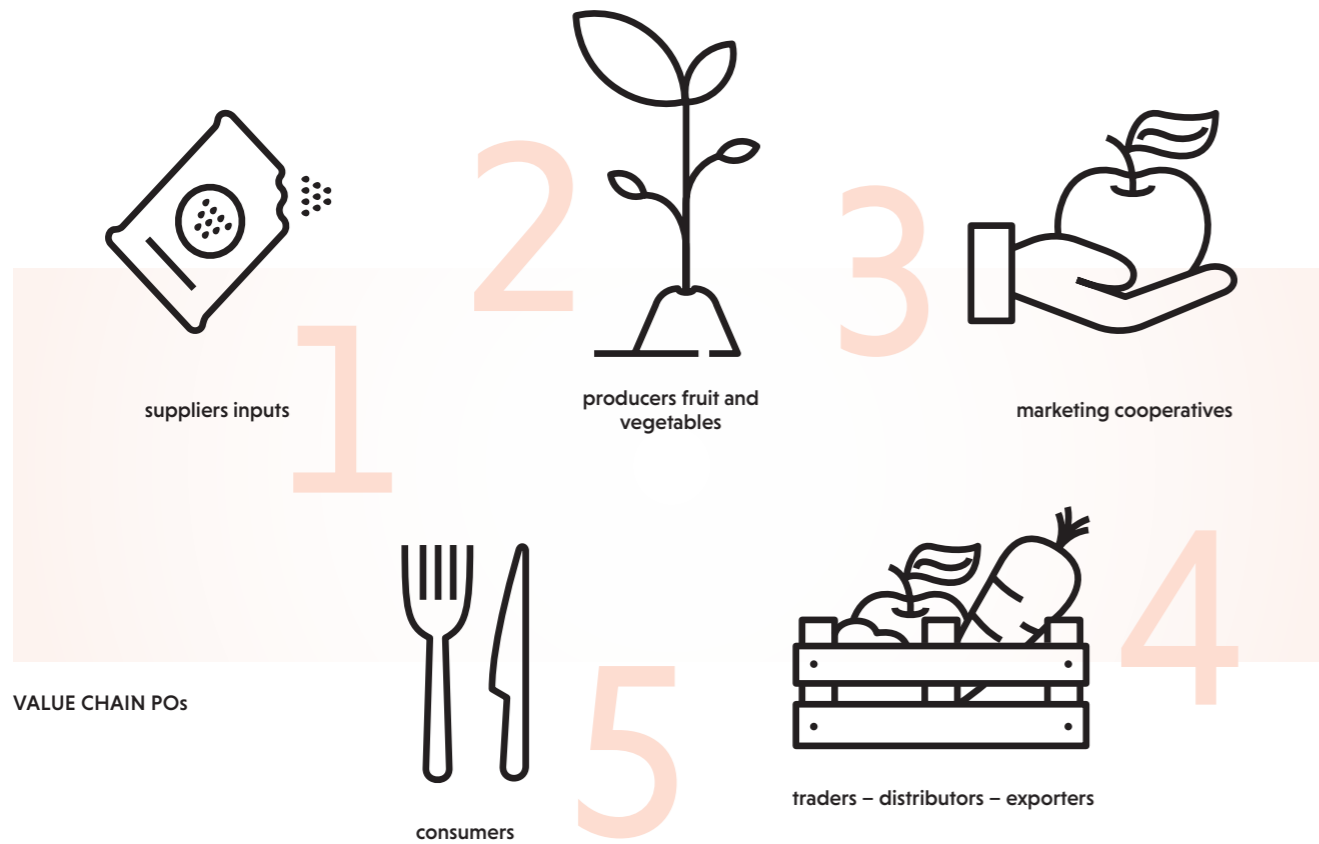 1
suppliers inputs
2
producers fruit and
vegetables
3
marketing cooperatives
4
traders – distributors – exporters
5
consumers
VALUE CHAIN POs